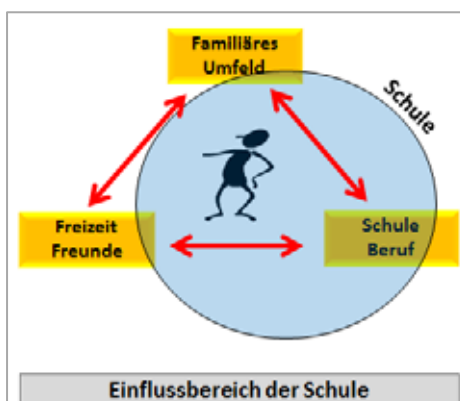 Familiäres
Umfeld
Schule
Freizeit
Freunde
Schule
Beruf
Einflussbereich der Schule